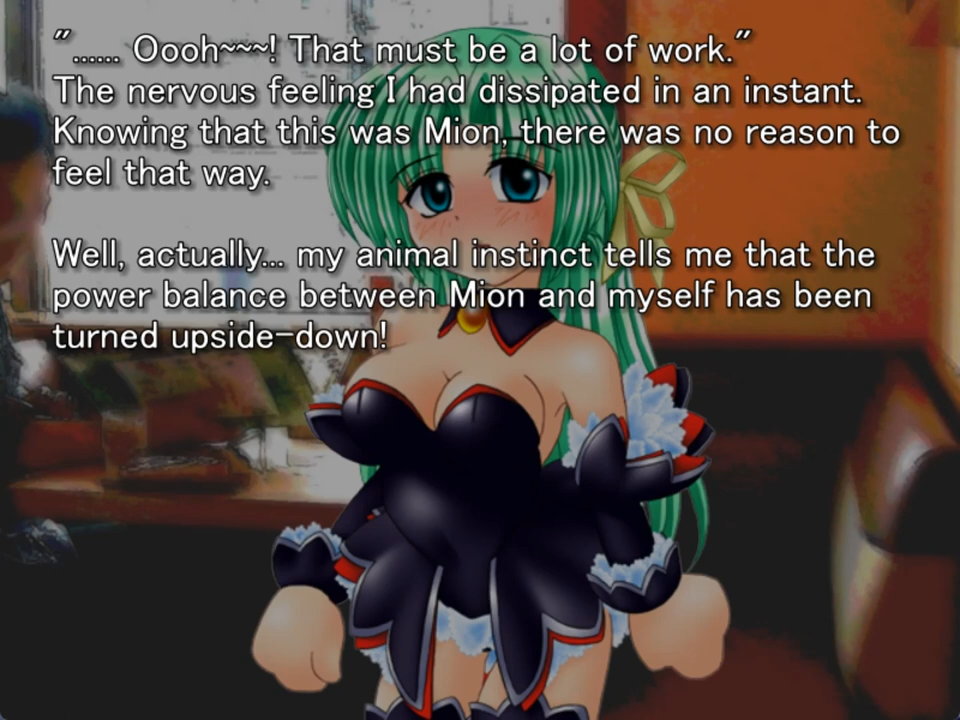 "...... Oooh~~~! That must be a lot of work."
The nervous feeling I had dissipated in an instant.
Knowing that this was Mion, there was no reason to
feel that way.
Well, actually... my animal instinct tells me that the
power balance between Mion and myself has been
turned upside-down!